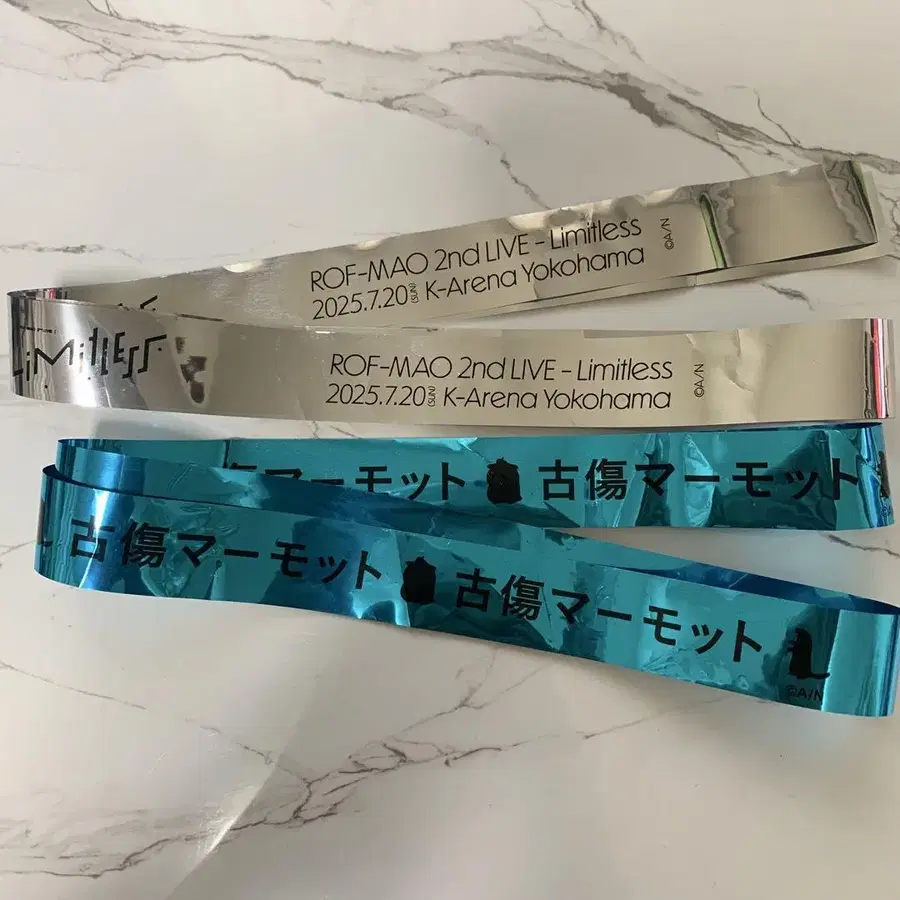 ROF-MAO 2nd LIVE – Limitless
2025.7.20(SUN) K-Arena Yokohama
©A/N
LiMitLESS
ROF-MAO 2nd LIVE – Limitless
2025.7.20(SUN) K-Arena Yokohama
©A/N
マーモット 古傷マーモット
古傷マーモット 古傷マーモット
©A/N